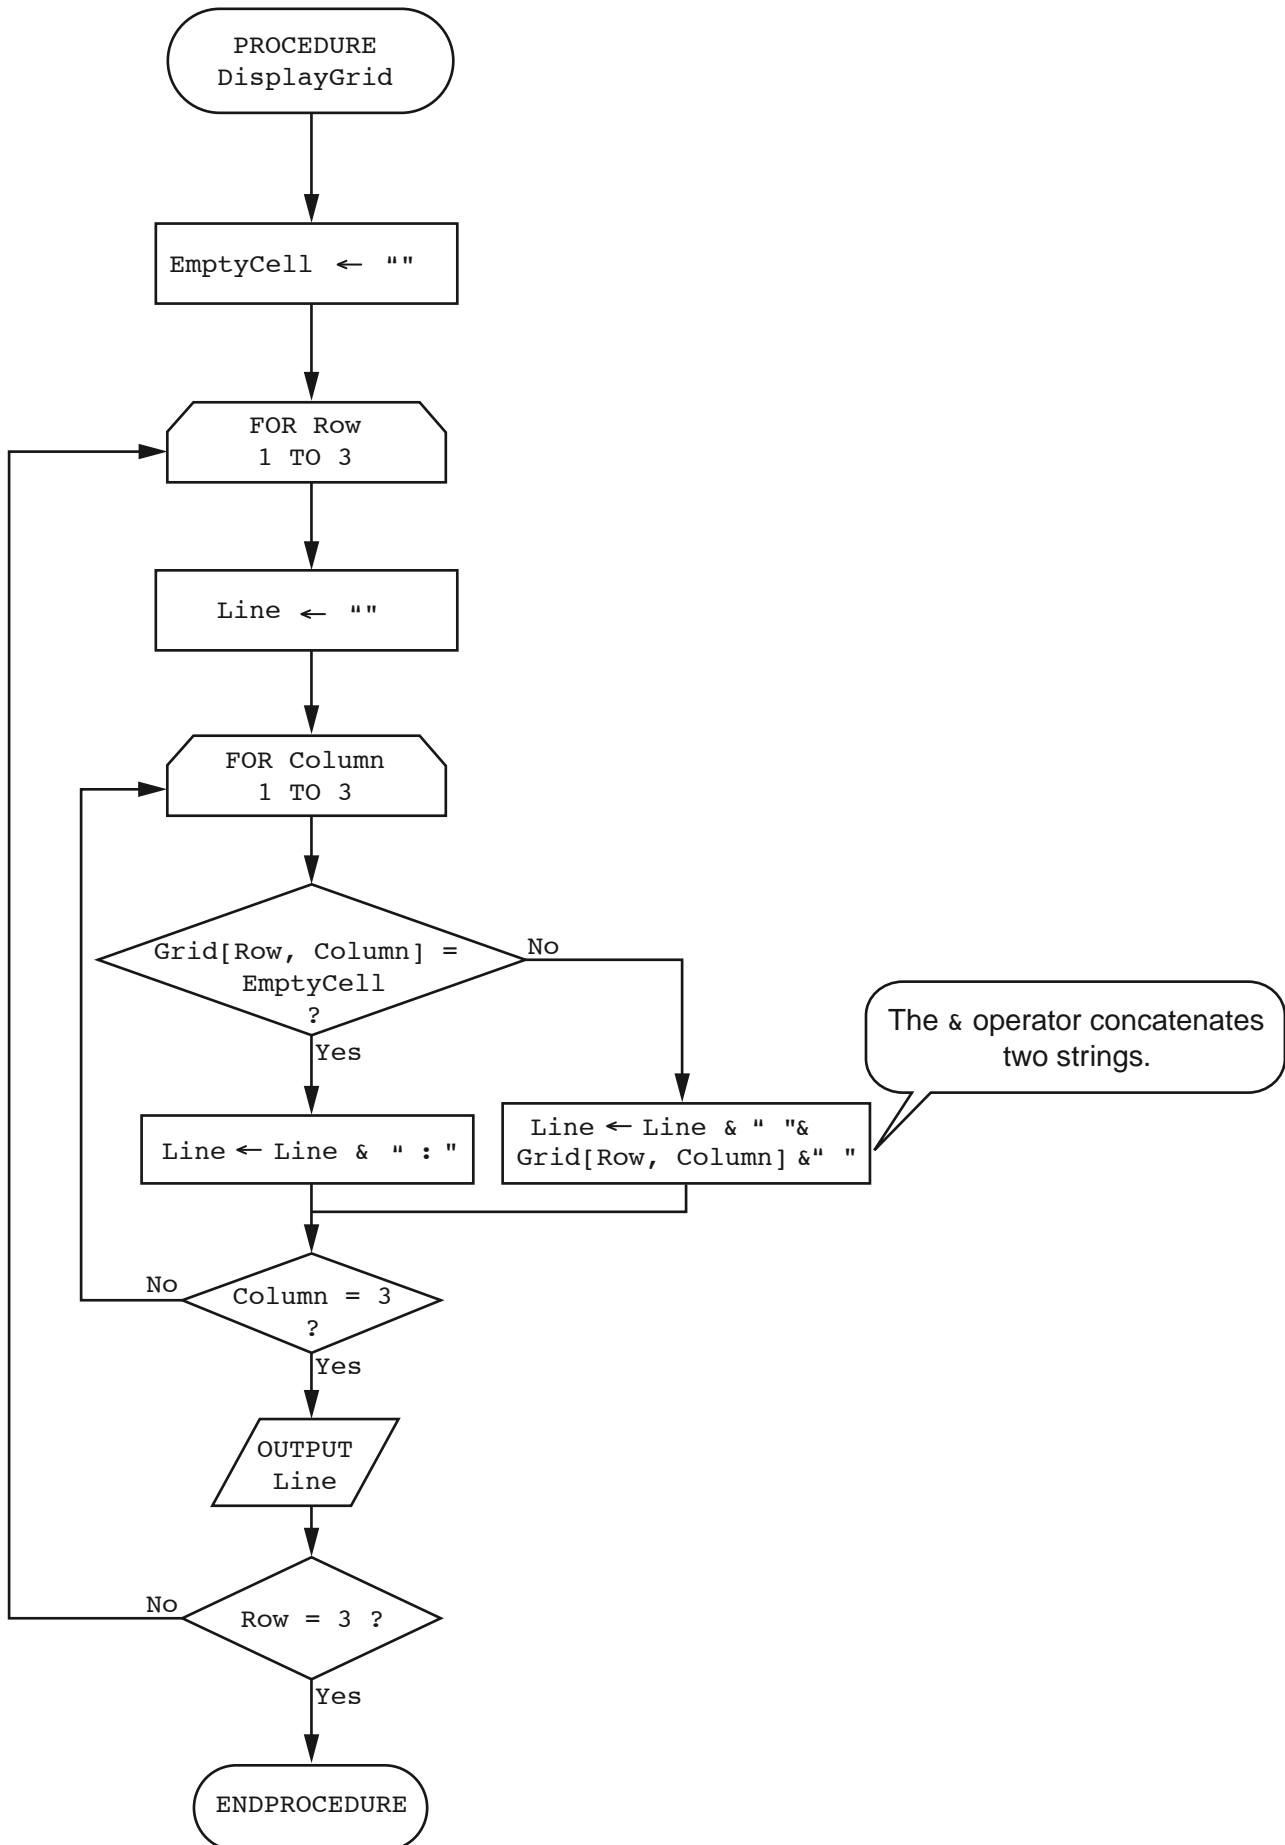 PROCEDURE
DisplayGrid
EmptyCell ← “"
FOR Row
1 TO 3
Line ← “"
FOR Column
1 TO 3
Grid[Row, Column] =
EmptyCell
?
No
Yes
The & operator concatenates
two strings.
Line ← Line & “ : "
Line ← Line & “ "&
Grid[Row, Column] &“ "
No
Column = 3
?
Yes
OUTPUT
Line
No
Row = 3 ?
Yes
ENDPROCEDURE